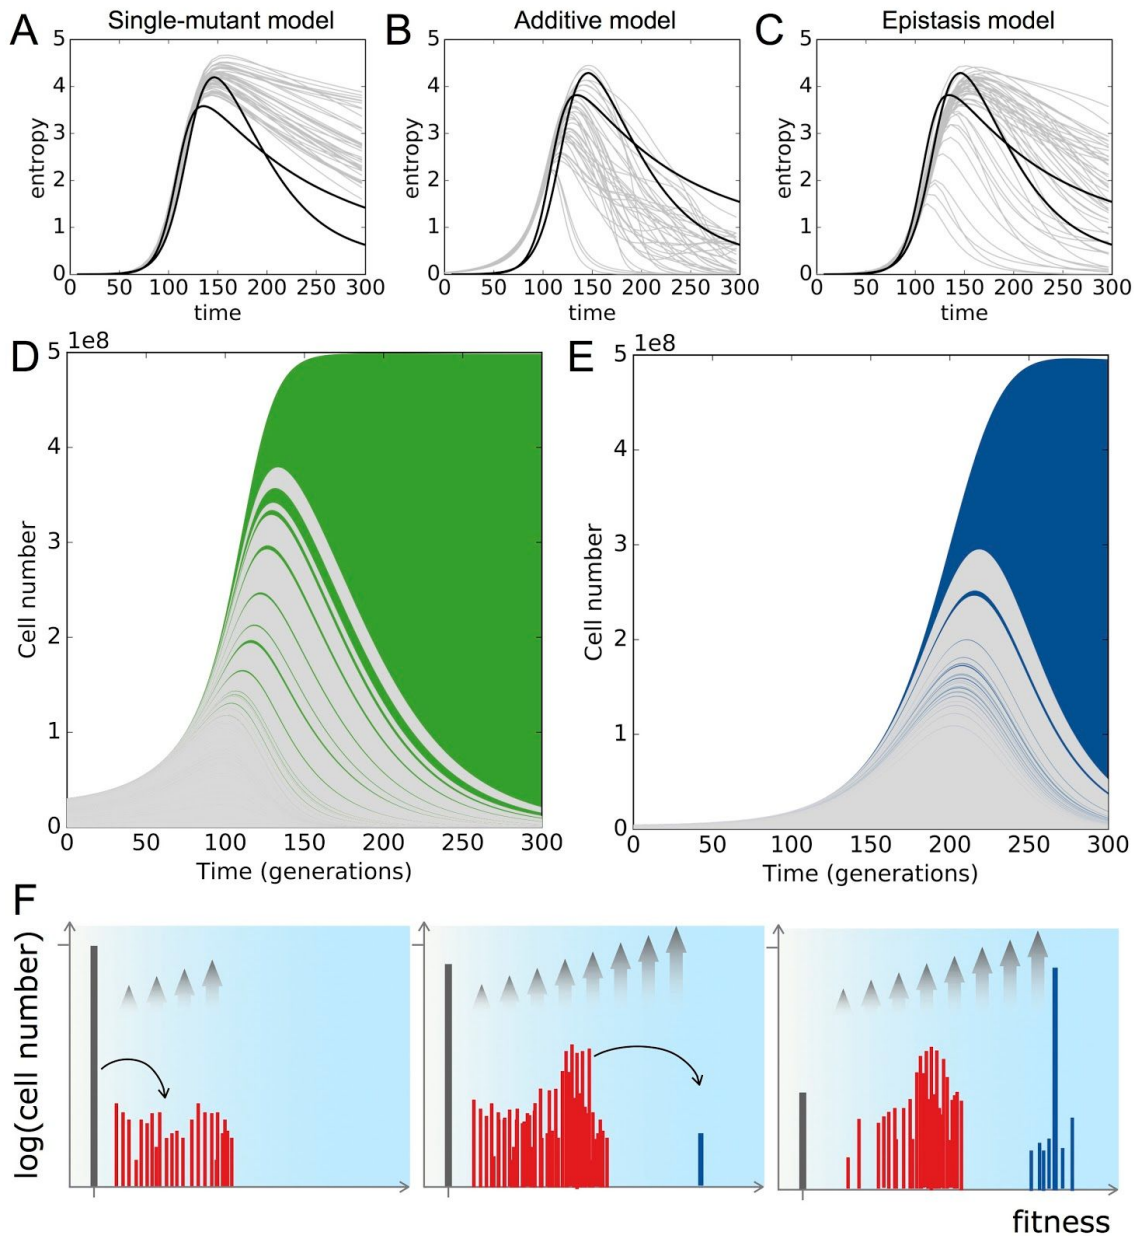 A Single-mutant model B Additive model C Epistasis model
5 5 5
4 4 4
3 3 3
2 2 2
1 1 1
0 0 0
entropy entropy entropy
0 50 100 150 200 250 300 0 50 100 150 200 250 300 0 50 100 150 200 250 300
time time time
D 1e8 E 1e8
5 5
4 4
3 3
2 2
1 1
0 0
Cell number Cell number
0 50 100 150 200 250 300 0 50 100 150 200 250 300
Time (generations) Time (generations)
F
log(cell number)
fitness